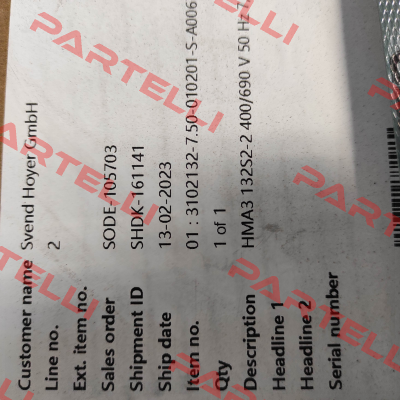 Customer name Svend Hoyer GmbH
Line no. 2
Ext. item.no.
Sales order SODE-105703
Shipment ID SHDK-161141
Ship date 13-02-2023
Item no. 01 : 3102132-7.50-010201-S-A006
Qty 1 of 1
Description HMA3 132S2-2 400/690 V 50 Hz 7,
Headline 1
Headline 2
Serial number
PARTELLI
PARTELLI
PARTELLI
PARTELLI